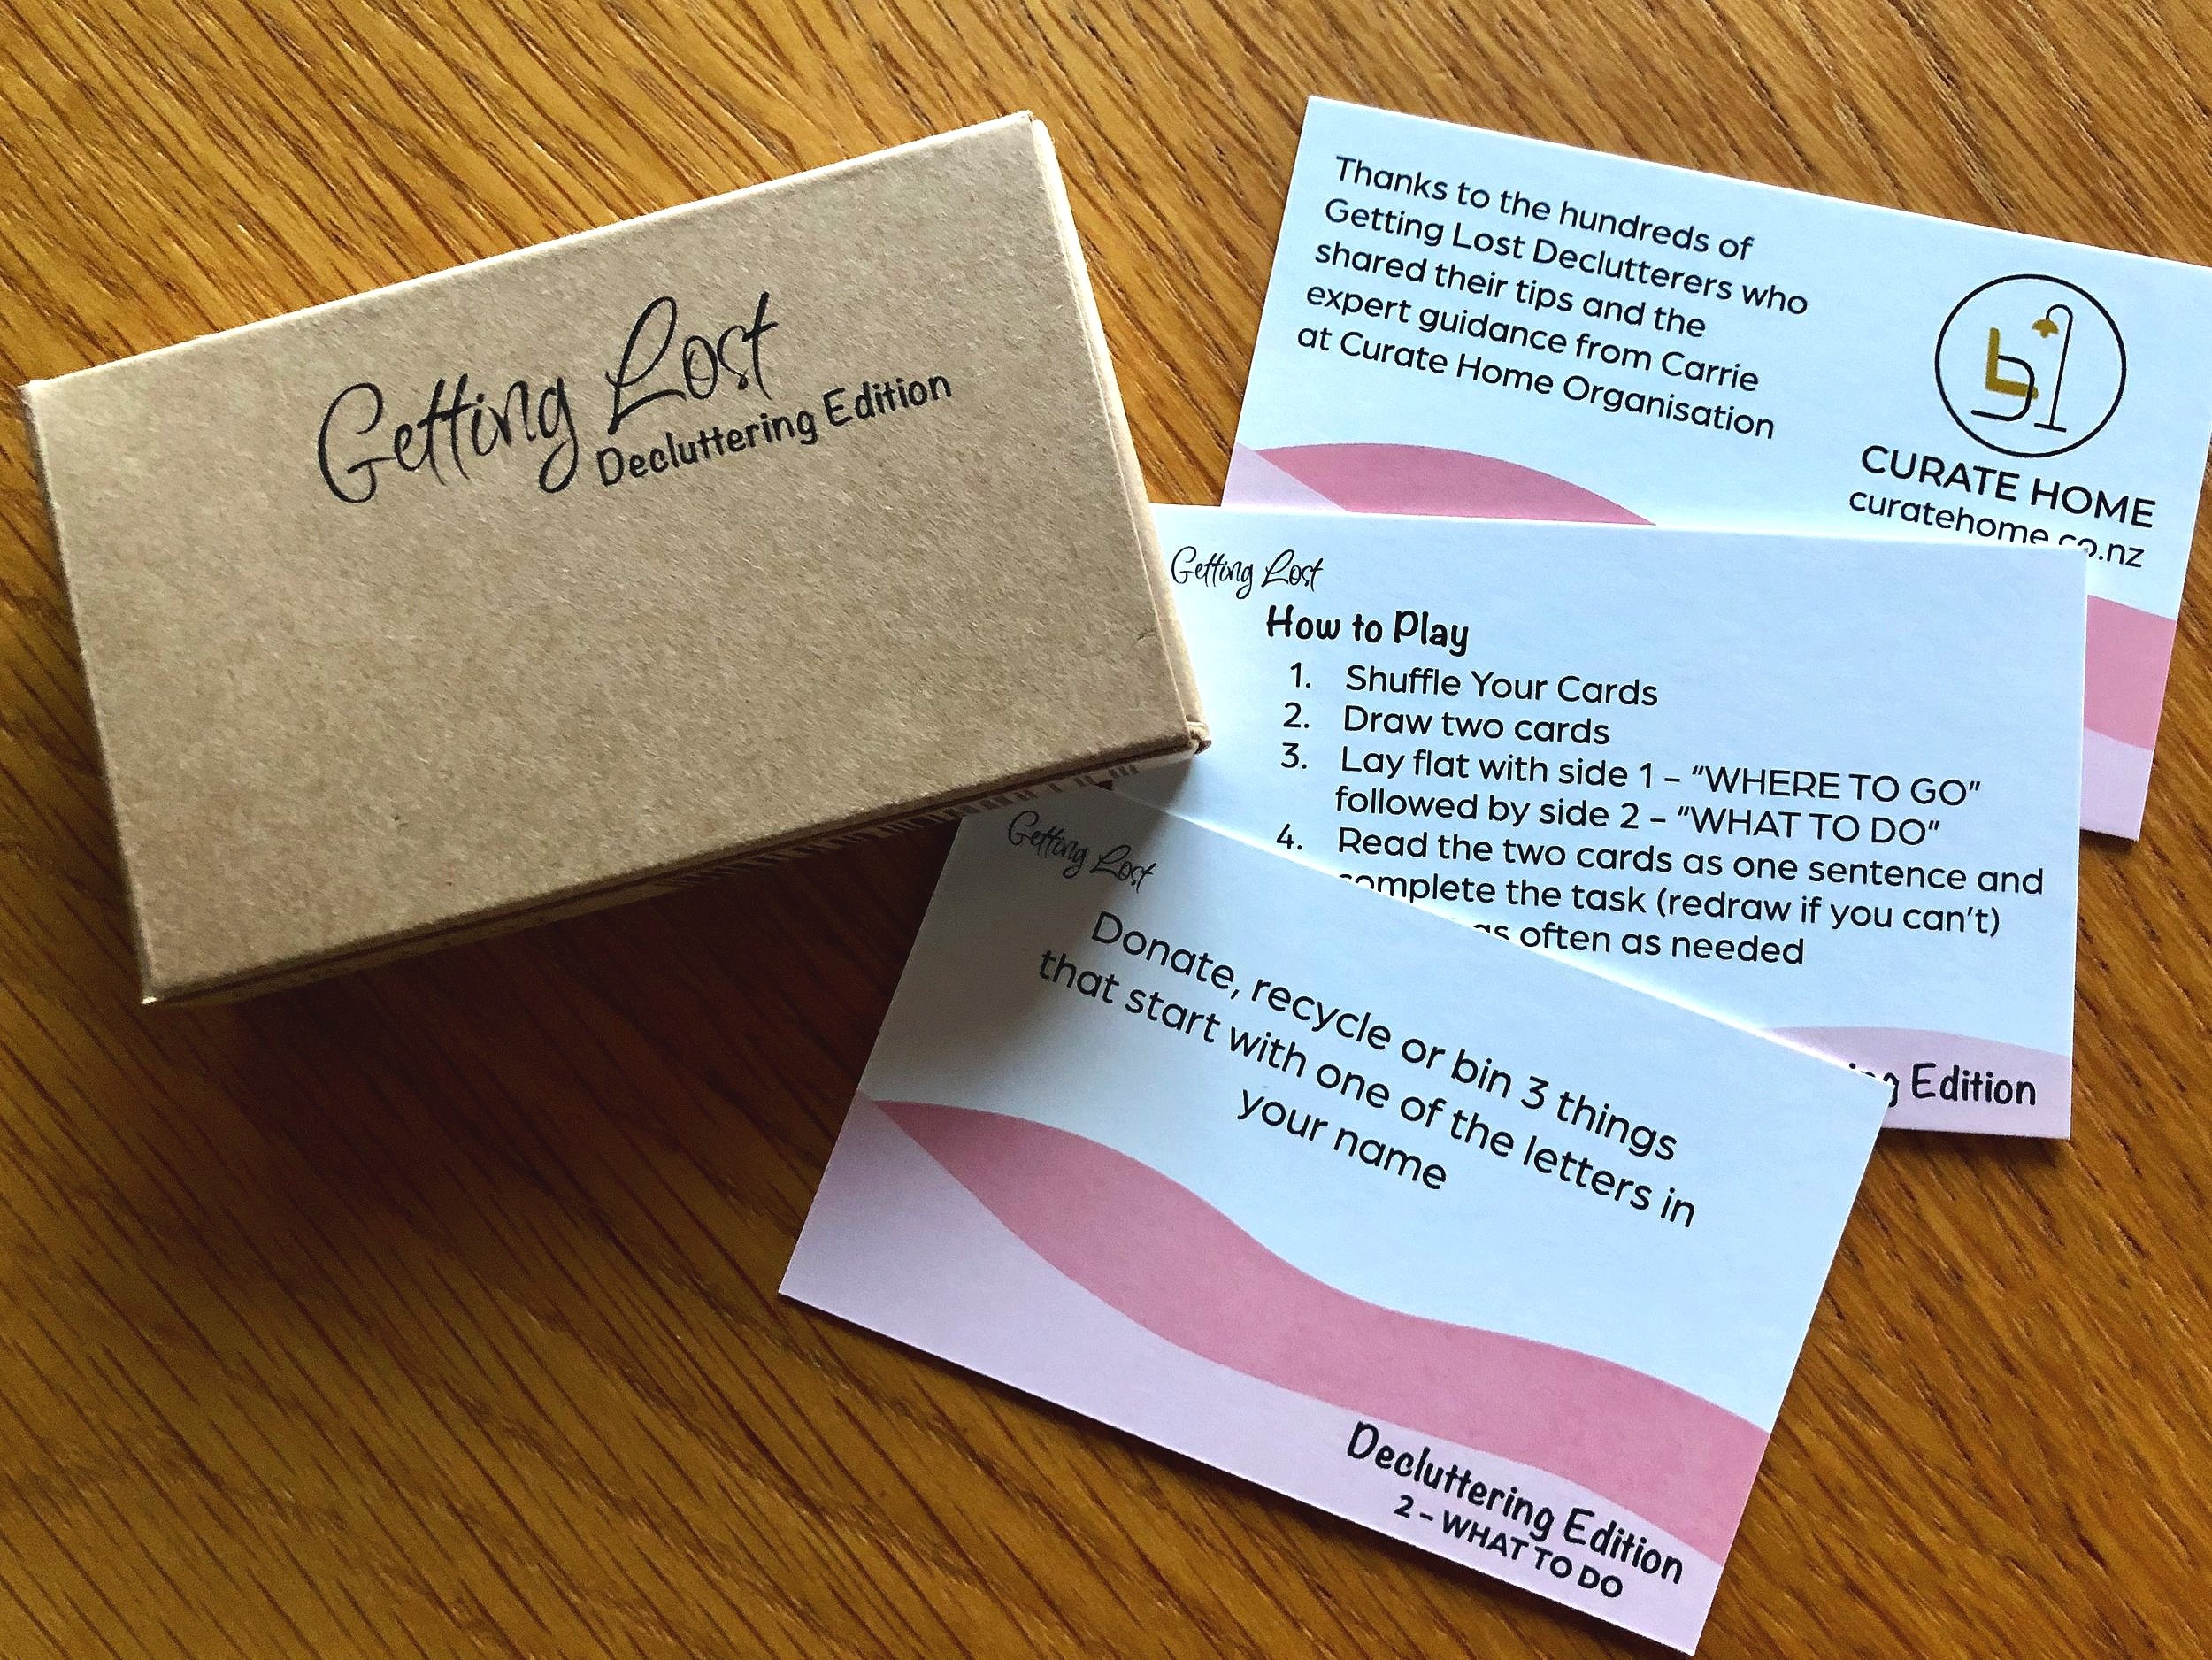 Getting Lost
Decluttering Edition
Thanks to the hundreds of
Getting Lost Declutterers who
shared their tips and the
expert guidance from Carrie
at Curate Home Organisation
CURATE HOME
curatehome.co.nz
Getting Lost
How to Play
1. Shuffle Your Cards
2. Draw two cards
3. Lay flat with side 1 – “WHERE TO GO”
followed by side 2 – “WHAT TO DO”
4. Read the two cards as one sentence and
complete the task (redraw if you can’t)
as often as needed
Edition
Getting Lost
Donate, recycle or bin 3 things
that start with one of the letters in
your name
Decluttering Edition
2 – WHAT TO DO